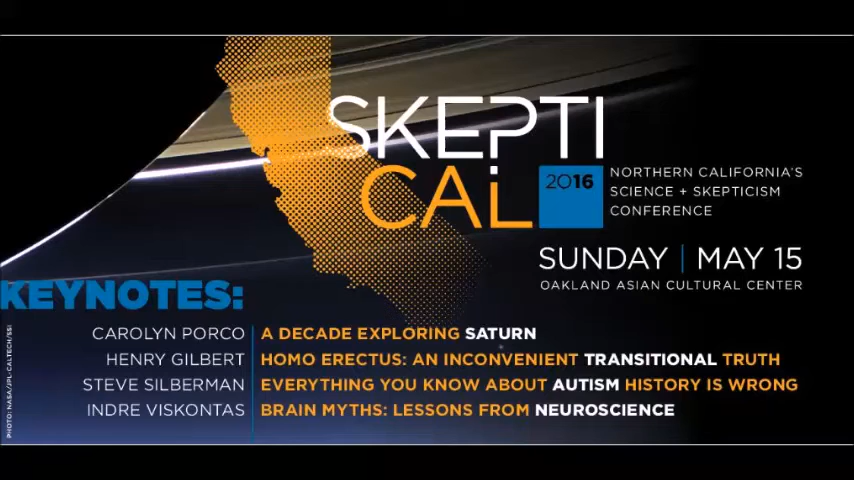 SKEPTI
CAL
2016
NORTHERN CALIFORNIA'S
SCIENCE + SKEPTICISM
CONFERENCE
SUNDAY | MAY 15
OAKLAND ASIAN CULTURAL CENTER
KEYNOTES:
CAROLYN PORCO | A DECADE EXPLORING SATURN
HENRY GILBERT | HOMO ERECTUS: AN INCONVENIENT TRANSITIONAL TRUTH
STEVE SILBERMAN | EVERYTHING YOU KNOW ABOUT AUTISM HISTORY IS WRONG
INDRE VISKONTAS | BRAIN MYTHS: LESSONS FROM NEUROSCIENCE
PHOTO: NASA/JPL-CALTECH/SSI